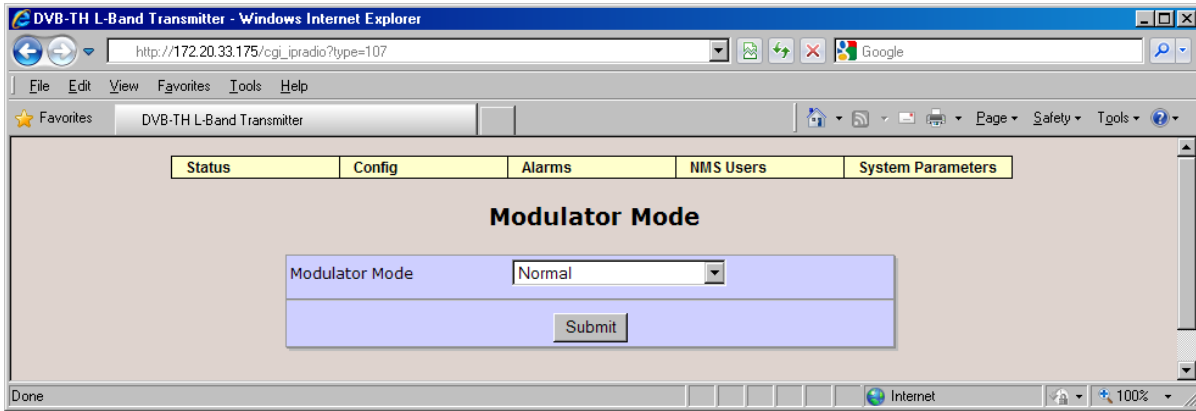 DVB-TH L-Band Transmitter - Windows Internet Explorer
http://172.20.33.175/cgi_ipradio?type=107
Google
File Edit View Favorites Tools Help
Favorites DVB-TH L-Band Transmitter Page Safety Tools
Status Config Alarms NMS Users System Parameters
Modulator Mode
Modulator Mode Normal
Submit
Done Internet 100%